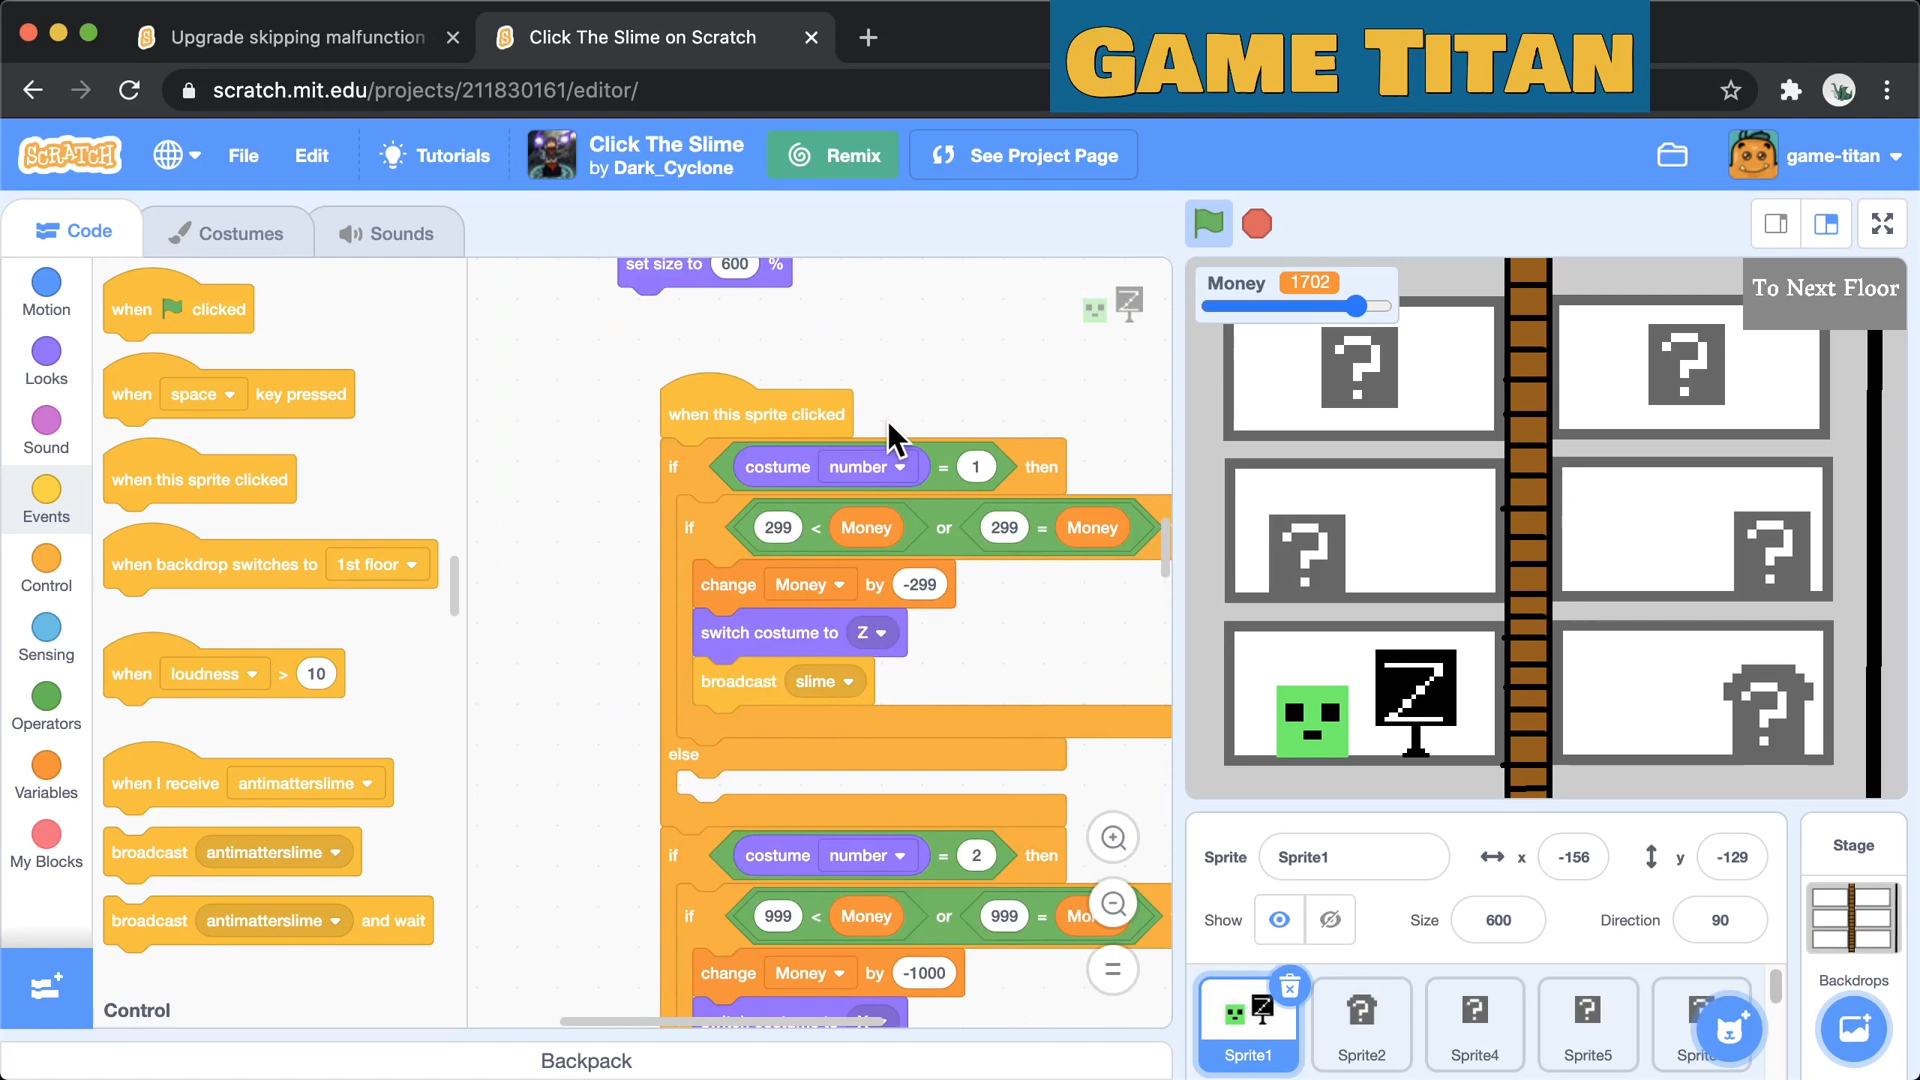 Upgrade skipping malfunction
Click The Slime on Scratch
GAME TITAN
scratch.mit.edu/projects/211830161/editor/
SCRATCH
File
Edit
Tutorials
Click The Slime
by Dark_Cyclone
Remix
See Project Page
game-titan
Code
Costumes
Sounds
Motion
Looks
Sound
Events
Control
Sensing
Operators
Variables
My Blocks
when clicked
when space key pressed
when this sprite clicked
when backdrop switches to 1st floor
when loudness > 10
when I receive antimatterslime
broadcast antimatterslime
broadcast antimatterslime and wait
Control
set size to 600 %
when this sprite clicked
if costume number = 1 then
if 299 < Money or 299 = Money
change Money by -299
switch costume to Z
broadcast slime
else
if costume number = 2 then
if 999 < Money or 999 = Mo
change Money by -1000
Backpack
Money 1702
To Next Floor
? ?
? ?
Z ?
Sprite Sprite1 x -156 y -129
Show Size 600 Direction 90
Sprite1
Sprite2
Sprite4
Sprite5
Stage
Backdrops